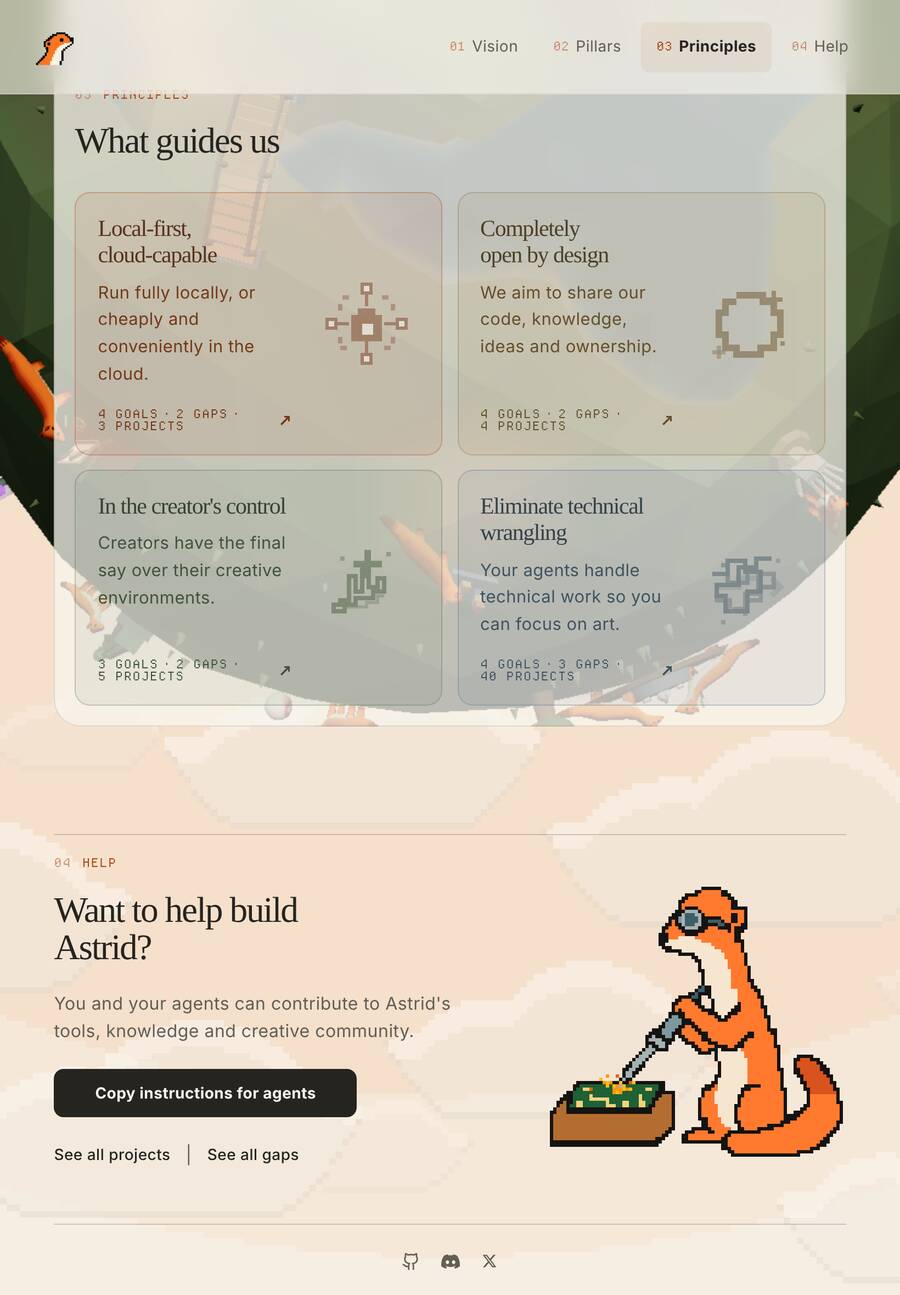 01 Vision 02 Pillars 03 Principles 04 Help
03 PRINCIPLES
What guides us
Local-first,
cloud-capable
Run fully locally, or
cheaply and
conveniently in the
cloud.
4 GOALS · 2 GAPS ·
3 PROJECTS ↗
Completely
open by design
We aim to share our
code, knowledge,
ideas and ownership.
4 GOALS · 2 GAPS ·
4 PROJECTS ↗
In the creator's control
Creators have the final
say over their creative
environments.
3 GOALS · 2 GAPS ·
5 PROJECTS ↗
Eliminate technical
wrangling
Your agents handle
technical work so you
can focus on art.
4 GOALS · 3 GAPS ·
40 PROJECTS ↗
04 HELP
Want to help build
Astrid?
You and your agents can contribute to Astrid's
tools, knowledge and creative community.
Copy instructions for agents
See all projects | See all gaps